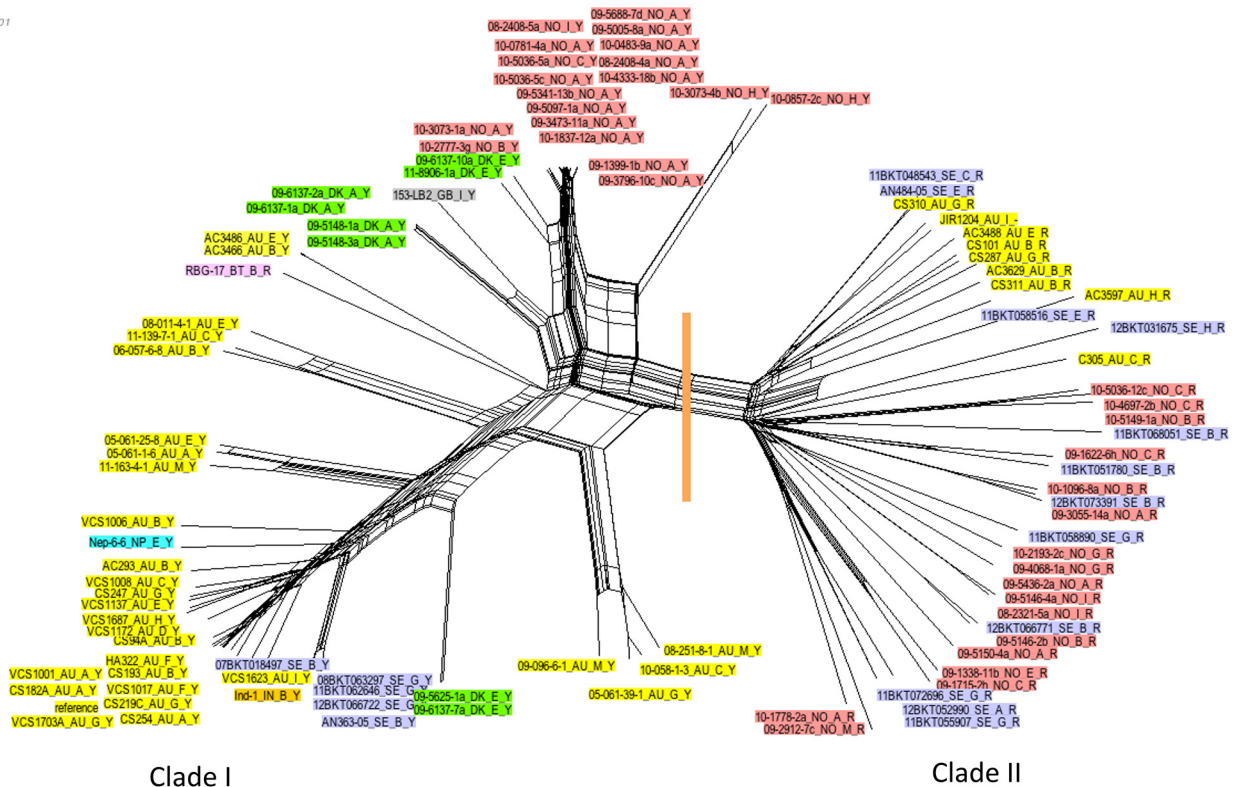 01
09-5688-7d_NO_A_Y
08-2408-5a_NO_I_Y
09-5005-8a_NO_A_Y
10-0781-4a_NO_A_Y
10-0483-9a_NO_A_Y
10-5036-5a_NO_C_Y
08-2408-4a_NO_A_Y
10-5036-5c_NO_A_Y
10-4333-18b_NO_A_Y
09-5341-13b_NO_A_Y
10-3073-4b_NO_H_Y
10-0857-2c_NO_H_Y
09-5097-1a_NO_A_Y
09-3473-11a_NO_A_Y
10-3073-1a_NO_A_Y
10-1837-12a_NO_A_Y
10-2777-3g_NO_B_Y
09-6137-10a_DK_E_Y
11-8906-1a_DK_E_Y
09-1399-1b_NO_A_Y
09-3796-10c_NO_A_Y
09-6137-2a_DK_A_Y
153-LB2_GB_I_Y
09-6137-1a_DK_A_Y
09-5148-1a_DK_A_Y
09-5148-3a_DK_A_Y
AC3486_AU_E_Y
AC3466_AU_B_Y
RBG-17_BT_B_R
08-011-4-1_AU_E_Y
11-139-7-1_AU_C_Y
06-057-6-8_AU_B_Y
05-061-25-8_AU_E_Y
05-061-1-6_AU_A_Y
11-163-4-1_AU_M_Y
VCS1006_AU_B_Y
Nep-6-6_NP_E_Y
AC293_AU_B_Y
VCS1008_AU_C_Y
CS247_AU_G_Y
VCS1137_AU_E_Y
VCS1687_AU_H_Y
VCS1172_AU_D_Y
CS94A_AU_B_Y
HA322_AU_F_Y
VCS1001_AU_A_Y
CS193_AU_B_Y
CS182A_AU_A_Y
VCS1017_AU_F_Y
reference
CS219C_AU_G_Y
VCS1703A_AU_G_Y
CS254_AU_A_Y
07BKT018497_SE_B_Y
VCS1623_AU_I_Y
Ind-1_IN_B_Y
08BKT063297_SE_G_Y
11BKT062646_SE_G_Y
12BKT066722_SE_G_Y
AN363-05_SE_B_Y
09-5625-1a_DK_E_Y
09-6137-7a_DK_E_Y
09-096-6-1_AU_M_Y
08-251-8-1_AU_M_Y
10-058-1-3_AU_C_Y
05-061-39-1_AU_G_Y
11BKT048543_SE_C_R
AN484-05_SE_E_R
CS310_AU_G_R
JIR1204_AU_I_-
AC3488_AU_E_R
CS101_AU_B_R
CS287_AU_G_R
AC3629_AU_B_R
CS311_AU_B_R
AC3597_AU_H_R
11BKT058516_SE_E_R
12BKT031675_SE_H_R
C305_AU_C_R
10-5036-12c_NO_C_R
10-4697-2b_NO_C_R
10-5149-1a_NO_B_R
11BKT068051_SE_B_R
09-1622-6h_NO_C_R
11BKT051780_SE_B_R
10-1096-8a_NO_B_R
12BKT073391_SE_B_R
09-3055-14a_NO_A_R
11BKT058890_SE_G_R
10-2193-2c_NO_G_R
09-4068-1a_NO_G_R
09-5436-2a_NO_A_R
09-5146-4a_NO_I_R
08-2321-5a_NO_I_R
12BKT066771_SE_B_R
09-5146-2b_NO_B_R
09-5150-4a_NO_A_R
09-1338-11b_NO_E_R
09-1715-2h_NO_C_R
11BKT072696_SE_G_R
12BKT052990_SE_A_R
11BKT055907_SE_G_R
10-1778-2a_NO_A_R
09-2912-7c_NO_M_R
Clade I
Clade II